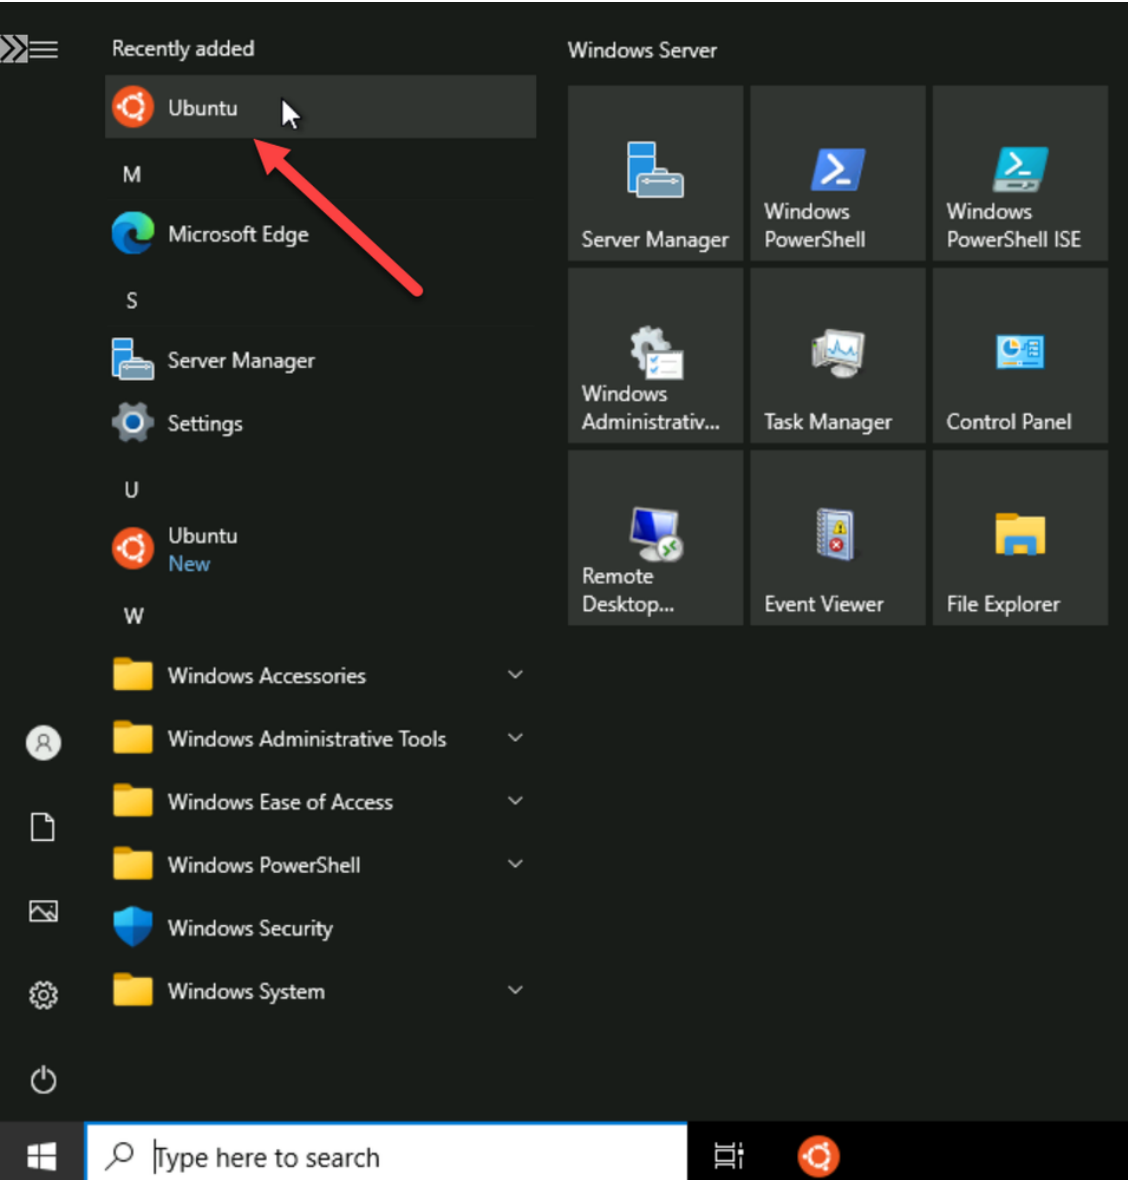 Recently added
Ubuntu
M
Microsoft Edge
S
Server Manager
Settings
U
Ubuntu
New
W
Windows Accessories
Windows Administrative Tools
Windows Ease of Access
Windows PowerShell
Windows Security
Windows System
Windows Server
Server Manager
Windows
PowerShell
Windows
PowerShell ISE
Windows
Administrativ...
Task Manager
Control Panel
Remote
Desktop...
Event Viewer
File Explorer
Type here to search